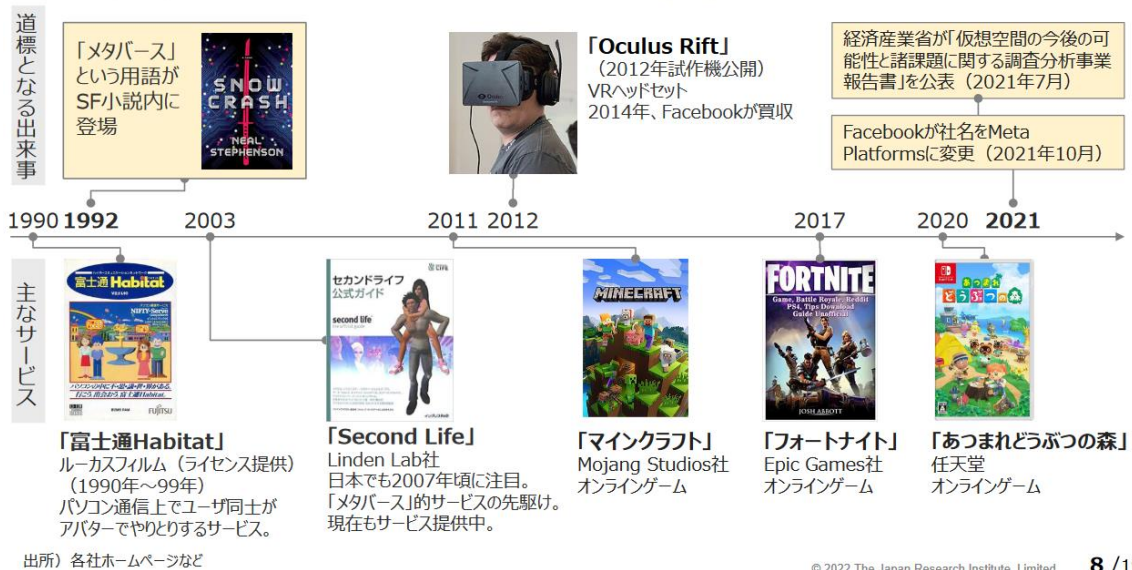 道標となる出来事
「メタバース」
という用語が
SF小説内に
登場
SNOW
CRASH
NEAL
STEPHENSON
「Oculus Rift」
（2012年試作機公開）
VRヘッドセット
2014年、Facebookが買収
経済産業省が「仮想空間の今後の可
能性と諸課題に関する調査分析事業
報告書」を公表（2021年7月）
Facebookが社名をMeta
Platformsに変更（2021年10月）
1990 1992 2003 2011 2012 2017 2020 2021
主なサービス
富士通 Habitat
NIFTY-Serve
FUJITSU
「富士通Habitat」
ルーカスフィルム（ライセンス提供）
（1990年～99年）
パソコン通信上でユーザ同士が
アバターでやりとりするサービス。
セカンドライフ
公式ガイド
second life
the official guide
「Second Life」
Linden Lab社
日本でも2007年頃に注目。
「メタバース」的サービスの先駆け。
現在もサービス提供中。
MINECRAFT
「マインクラフト」
Mojang Studios社
オンラインゲーム
FORTNITE
Game, Battle Royale, Reddit
PS4, Tips Download
Guide Unofficial
JOSH ABBOTT
「フォートナイト」
Epic Games社
オンラインゲーム
あつまれ
どうぶつの森
「あつまれどうぶつの森」
任天堂
オンラインゲーム
出所）各社ホームページなど
© 2022 The Japan Research Institute, Limited
8 /1